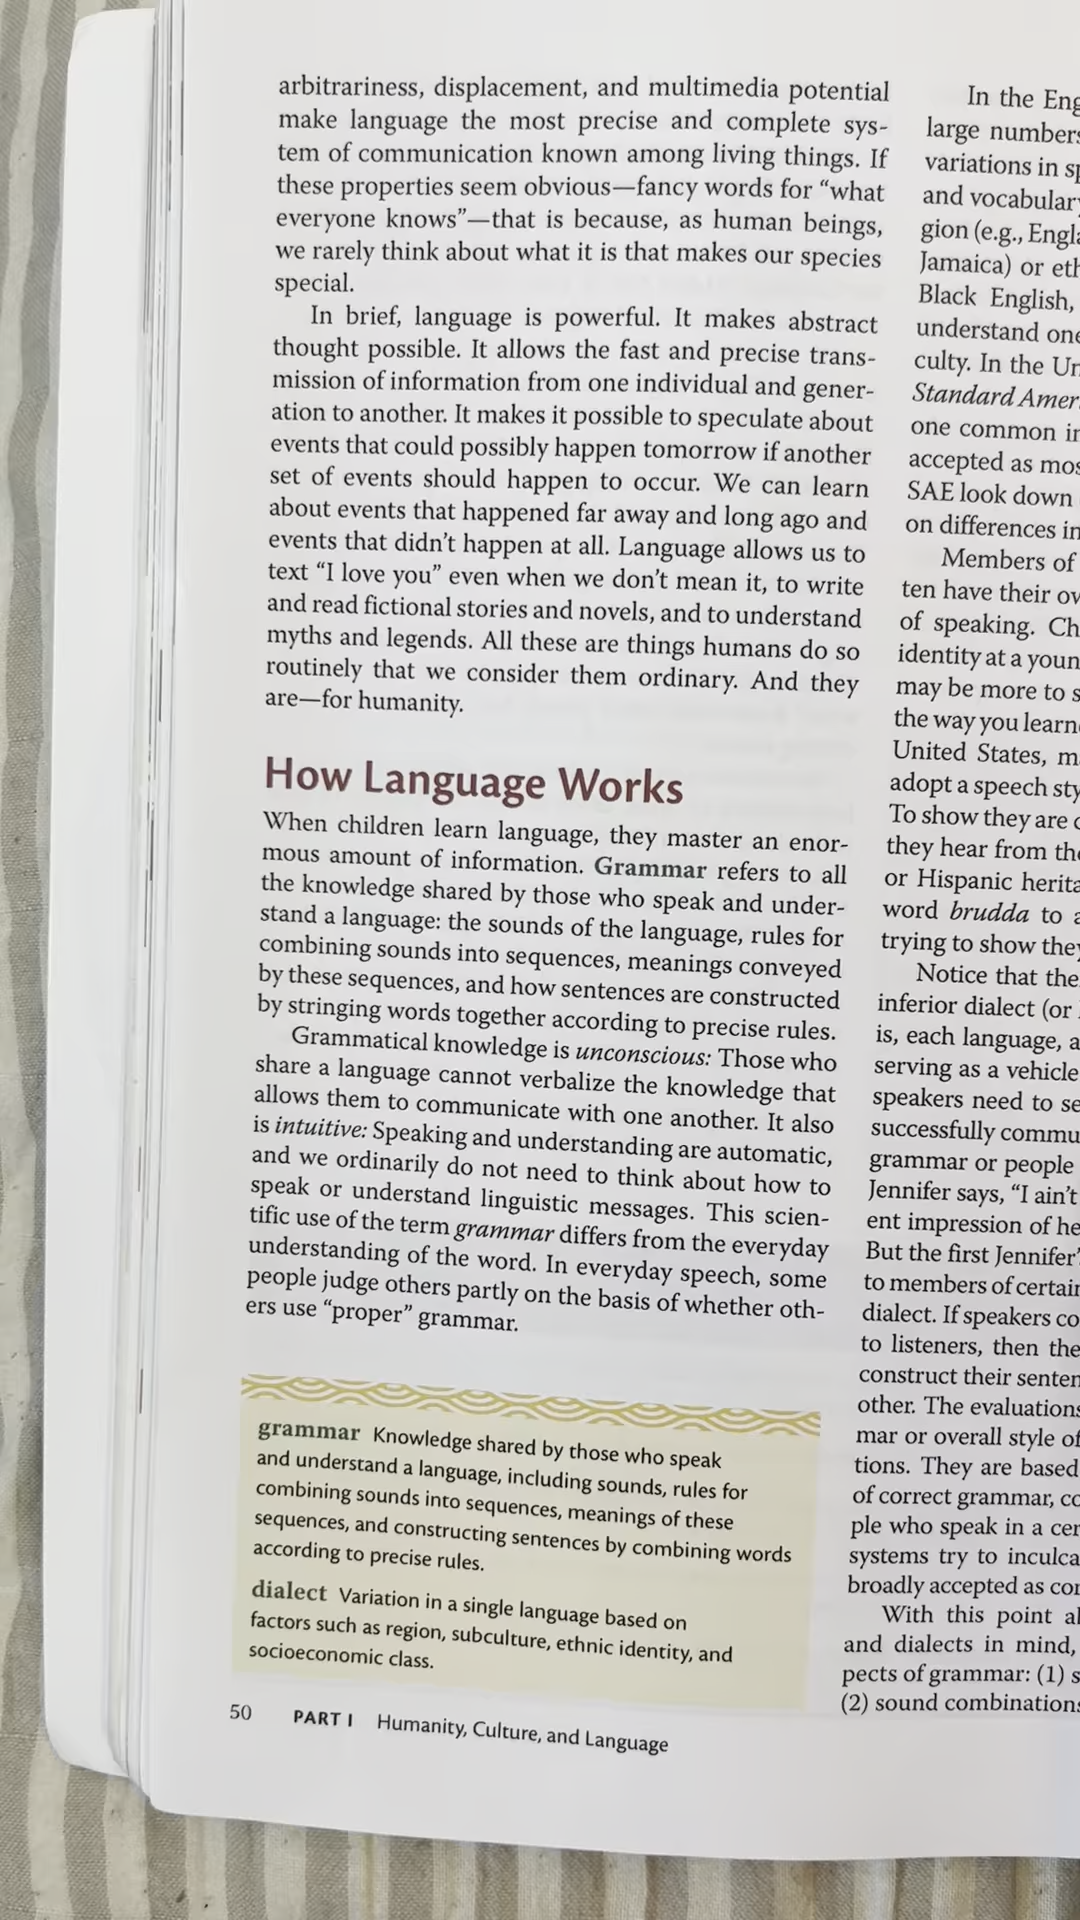 arbitrariness, displacement, and multimedia potential
make language the most precise and complete sys-
tem of communication known among living things. If
these properties seem obvious—fancy words for “what
everyone knows”—that is because, as human beings,
we rarely think about what it is that makes our species
special.
In brief, language is powerful. It makes abstract
thought possible. It allows the fast and precise trans-
mission of information from one individual and gener-
ation to another. It makes it possible to speculate about
events that could possibly happen tomorrow if another
set of events should happen to occur. We can learn
about events that happened far away and long ago and
events that didn’t happen at all. Language allows us to
text “I love you” even when we don’t mean it, to write
and read fictional stories and novels, and to understand
myths and legends. All these are things humans do so
routinely that we consider them ordinary. And they
are—for humanity.
How Language Works
When children learn language, they master an enor-
mous amount of information. Grammar refers to all
the knowledge shared by those who speak and under-
stand a language: the sounds of the language, rules for
combining sounds into sequences, meanings conveyed
by these sequences, and how sentences are constructed
by stringing words together according to precise rules.
Grammatical knowledge is unconscious: Those who
share a language cannot verbalize the knowledge that
allows them to communicate with one another. It also
is intuitive: Speaking and understanding are automatic,
and we ordinarily do not need to think about how to
speak or understand linguistic messages. This scien-
tific use of the term grammar differs from the everyday
understanding of the word. In everyday speech, some
people judge others partly on the basis of whether oth-
ers use “proper” grammar.
grammar Knowledge shared by those who speak
and understand a language, including sounds, rules for
combining sounds into sequences, meanings of these
sequences, and constructing sentences by combining words
according to precise rules.
dialect Variation in a single language based on
factors such as region, subculture, ethnic identity, and
socioeconomic class.
50 PART I Humanity, Culture, and Language
In the Eng
large numbers
variations in sp
and vocabulary
gion (e.g., Engla
Jamaica) or eth
Black English,
understand one
culty. In the Un
Standard Amer
one common in
accepted as mos
SAE look down
on differences in
Members of
ten have their ow
of speaking. Ch
identity at a youn
may be more to s
the way you learne
United States, m
adopt a speech sty
To show they are
they hear from the
or Hispanic herita
word brudda to a
trying to show they
Notice that the
inferior dialect (or
is, each language, a
serving as a vehicle
speakers need to se
successfully commu
grammar or people
Jennifer says, “I ain’t
ent impression of he
But the first Jennifer’
to members of certain
dialect. If speakers co
to listeners, then the
construct their senten
other. The evaluations
mar or overall style of
tions. They are based
of correct grammar, co
ple who speak in a cer
systems try to inculca
broadly accepted as cor
With this point al
and dialects in mind,
pects of grammar: (1) s
(2) sound combinations